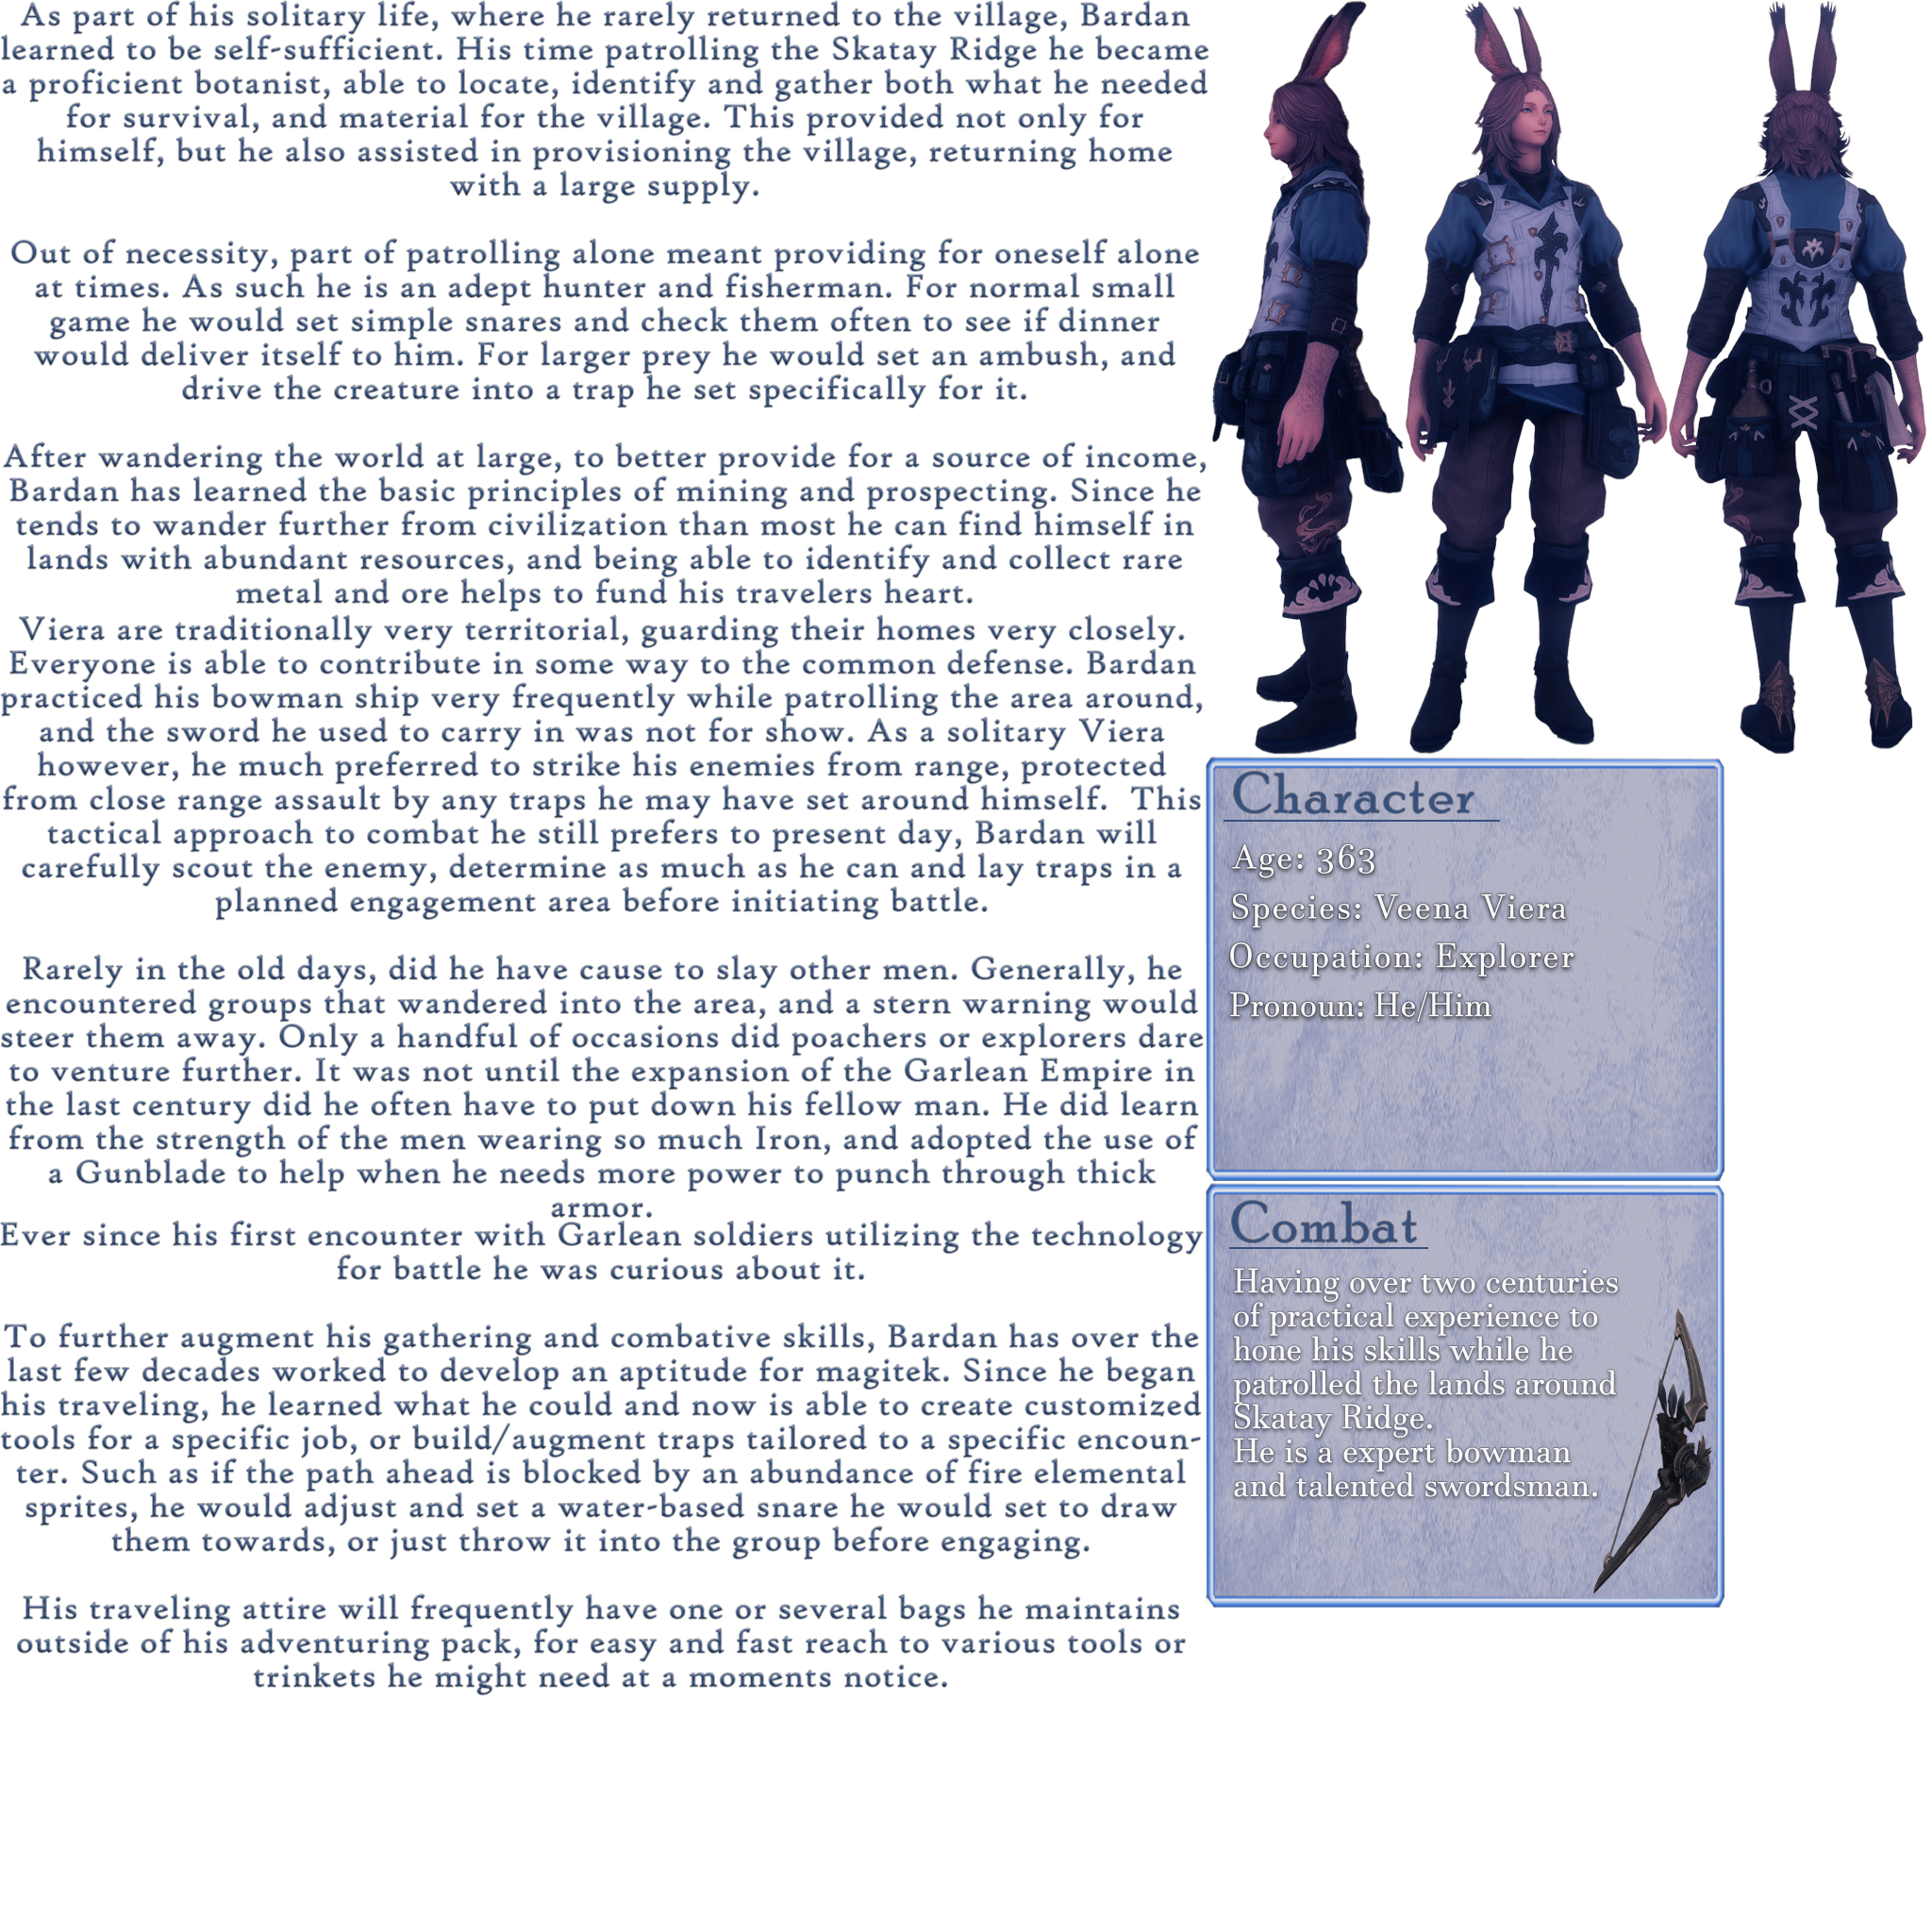 As part of his solitary life, where he rarely returned to the village, Bardan
learned to be self-sufficient. His time patrolling the Skatay Ridge he became
a proficient botanist, able to locate, identify and gather both what he needed
for survival, and material for the village. This provided not only for
himself, but he also assisted in provisioning the village, returning home
with a large supply.
Out of necessity, part of patrolling alone meant providing for oneself alone
at times. As such he is an adept hunter and fisherman. For normal small
game he would set simple snares and check them often to see if dinner
would deliver itself to him. For larger prey he would set an ambush, and
drive the creature into a trap he set specifically for it.
After wandering the world at large, to better provide for a source of income,
Bardan has learned the basic principles of mining and prospecting. Since he
tends to wander further from civilization than most he can find himself in
lands with abundant resources, and being able to identify and collect rare
metal and ore helps to fund his travelers heart.
Viera are traditionally very territorial, guarding their homes very closely.
Everyone is able to contribute in some way to the common defense. Bardan
practiced his bowman ship very frequently while patrolling the area around,
and the sword he used to carry in was not for show. As a solitary Viera
however, he much preferred to strike his enemies from range, protected
from close range assault by any traps he may have set around himself.  This
tactical approach to combat he still prefers to present day, Bardan will
carefully scout the enemy, determine as much as he can and lay traps in a
planned engagement area before initiating battle.
Rarely in the old days, did he have cause to slay other men. Generally, he
encountered groups that wandered into the area, and a stern warning would
steer them away. Only a handful of occasions did poachers or explorers dare
to venture further. It was not until the expansion of the Garlean Empire in
the last century did he often have to put down his fellow man. He did learn
from the strength of the men wearing so much Iron, and adopted the use of
a Gunblade to help when he needs more power to punch through thick
armor.
Ever since his first encounter with Garlean soldiers utilizing the technology
for battle he was curious about it.
To further augment his gathering and combative skills, Bardan has over the
last few decades worked to develop an aptitude for magitek. Since he began
his traveling, he learned what he could and now is able to create customized
tools for a specific job, or build/augment traps tailored to a specific encoun-
ter. Such as if the path ahead is blocked by an abundance of fire elemental
sprites, he would adjust and set a water-based snare he would set to draw
them towards, or just throw it into the group before engaging.
His traveling attire will frequently have one or several bags he maintains
outside of his adventuring pack, for easy and fast reach to various tools or
trinkets he might need at a moments notice.
Character
Age: 363
Species: Veena Viera
Occupation: Explorer
Pronoun: He/Him
Combat
Having over two centuries
of practical experience to
hone his skills while he
patrolled the lands around
Skatay Ridge.
He is a expert bowman
and talented swordsman.